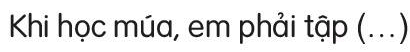 Khi học múa, em phải tập (...)